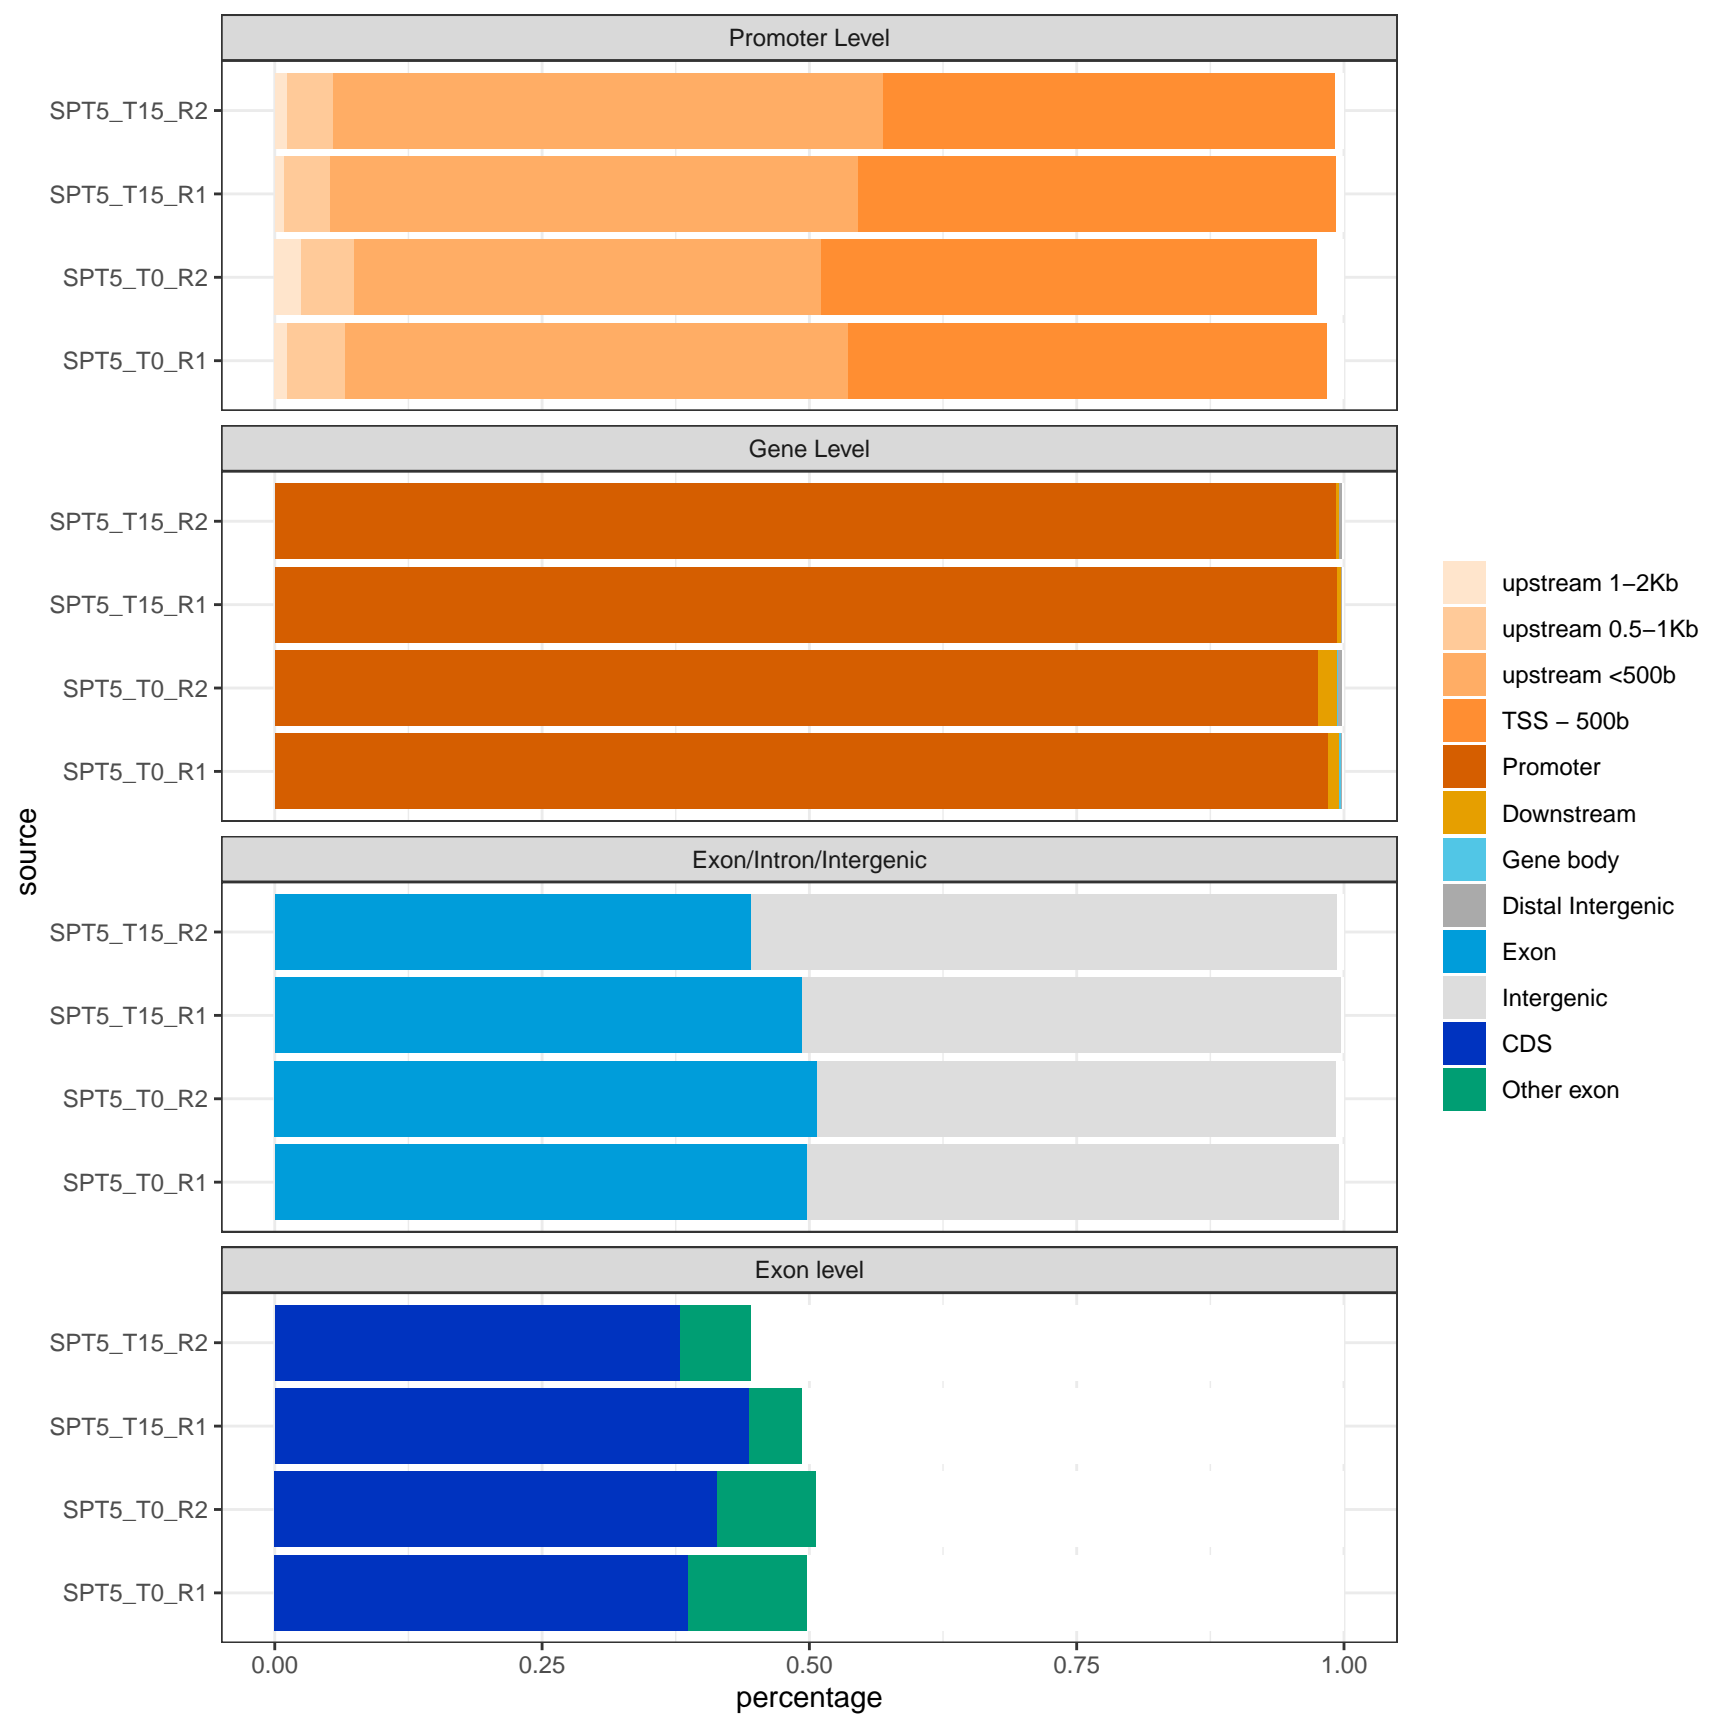 Promoter Level
SPT5_T15_R2
SPT5_T15_R1
SPT5_T0_R2
SPT5_T0_R1
Gene Level
SPT5_T15_R2
SPT5_T15_R1
SPT5_T0_R2
SPT5_T0_R1
Exon/Intron/Intergenic
SPT5_T15_R2
SPT5_T15_R1
SPT5_T0_R2
SPT5_T0_R1
Exon level
SPT5_T15_R2
SPT5_T15_R1
SPT5_T0_R2
SPT5_T0_R1
0.00 0.25 0.50 0.75 1.00
percentage
source
upstream 1−2Kb
upstream 0.5−1Kb
upstream <500b
TSS − 500b
Promoter
Downstream
Gene body
Distal Intergenic
Exon
Intergenic
CDS
Other exon